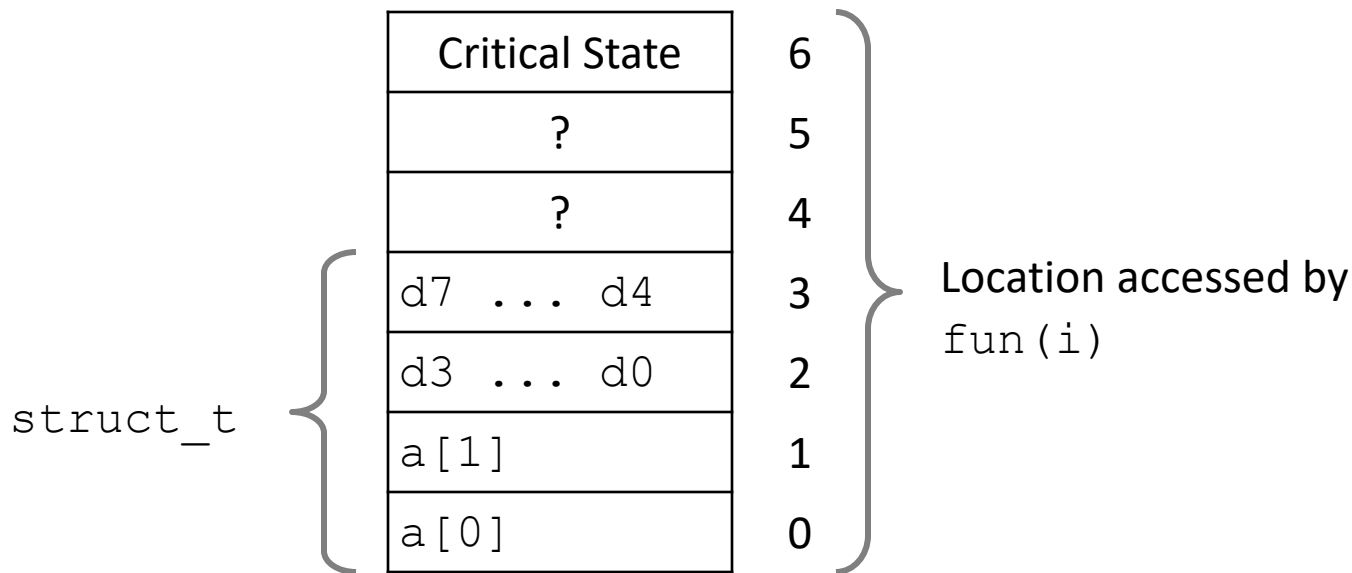 Critical State 6
? 5
? 4
d7 ... d4 3
d3 ... d0 2
a[1] 1
a[0] 0
struct_t
Location accessed by
fun(i)